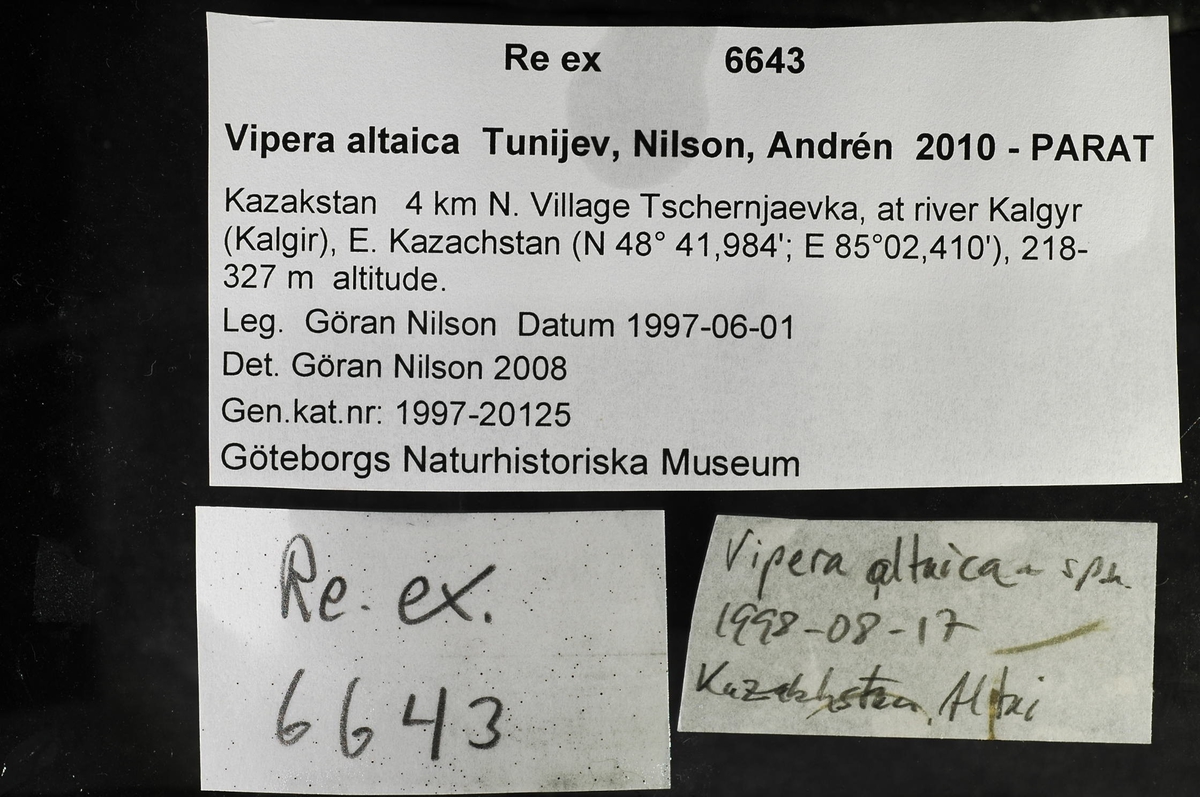 Re ex 6643
Vipera altaica Tunijev, Nilson, Andrén 2010 - PARAT
Kazakstan 4 km N. Village Tschernjaevka, at river Kalgyr
(Kalgir), E. Kazachstan (N 48° 41,984'; E 85°02,410'), 218-
327 m altitude.
Leg. Göran Nilson Datum 1997-06-01
Det. Göran Nilson 2008
Gen.kat.nr: 1997-20125
Göteborgs Naturhistoriska Museum
Re. ex.
6643
Vipera altaica
1998-08-17
Kazakhstan, Altai